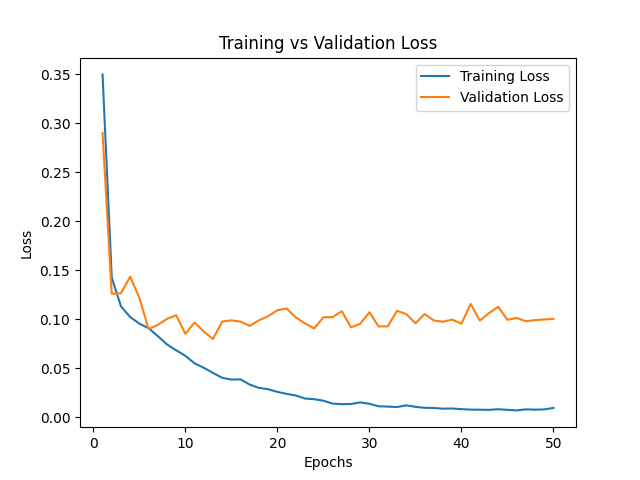 Training vs Validation Loss
Training Loss
Validation Loss
Loss
0.35
0.30
0.25
0.20
0.15
0.10
0.05
0.00
0 10 20 30 40 50
Epochs